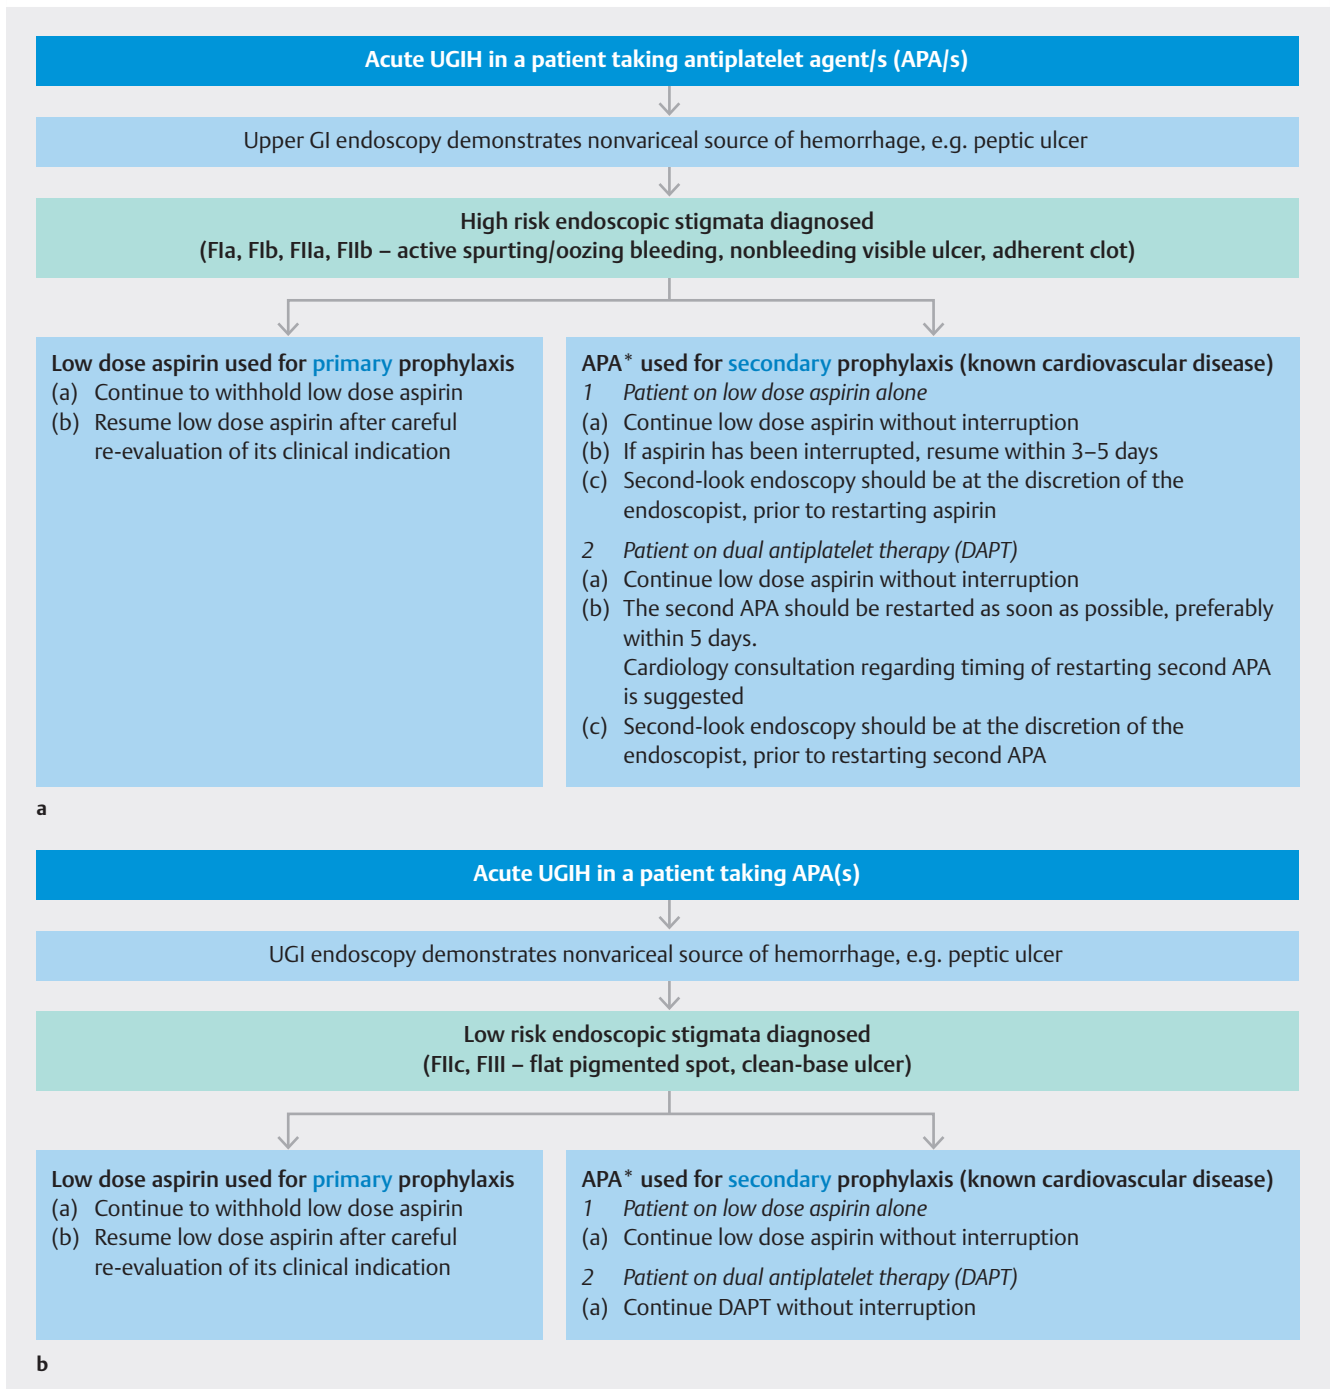 Acute UGIH in a patient taking antiplatelet agent/s (APA/s)
Upper GI endoscopy demonstrates nonvariceal source of hemorrhage, e.g. peptic ulcer
High risk endoscopic stigmata diagnosed
(FIa, FIb, FIIa, FIIb – active spurting/oozing bleeding, nonbleeding visible ulcer, adherent clot)
Low dose aspirin used for primary prophylaxis
(a) Continue to withhold low dose aspirin
(b) Resume low dose aspirin after careful
re-evaluation of its clinical indication
APA* used for secondary prophylaxis (known cardiovascular disease)
1 Patient on low dose aspirin alone
(a) Continue low dose aspirin without interruption
(b) If aspirin has been interrupted, resume within 3–5 days
(c) Second-look endoscopy should be at the discretion of the
endoscopist, prior to restarting aspirin
2 Patient on dual antiplatelet therapy (DAPT)
(a) Continue low dose aspirin without interruption
(b) The second APA should be restarted as soon as possible, preferably
within 5 days.
Cardiology consultation regarding timing of restarting second APA
is suggested
(c) Second-look endoscopy should be at the discretion of the
endoscopist, prior to restarting second APA
a
Acute UGIH in a patient taking APA(s)
UGI endoscopy demonstrates nonvariceal source of hemorrhage, e.g. peptic ulcer
Low risk endoscopic stigmata diagnosed
(FIIc, FIII – flat pigmented spot, clean-base ulcer)
Low dose aspirin used for primary prophylaxis
(a) Continue to withhold low dose aspirin
(b) Resume low dose aspirin after careful
re-evaluation of its clinical indication
APA* used for secondary prophylaxis (known cardiovascular disease)
1 Patient on low dose aspirin alone
(a) Continue low dose aspirin without interruption
2 Patient on dual antiplatelet therapy (DAPT)
(a) Continue DAPT without interruption
b